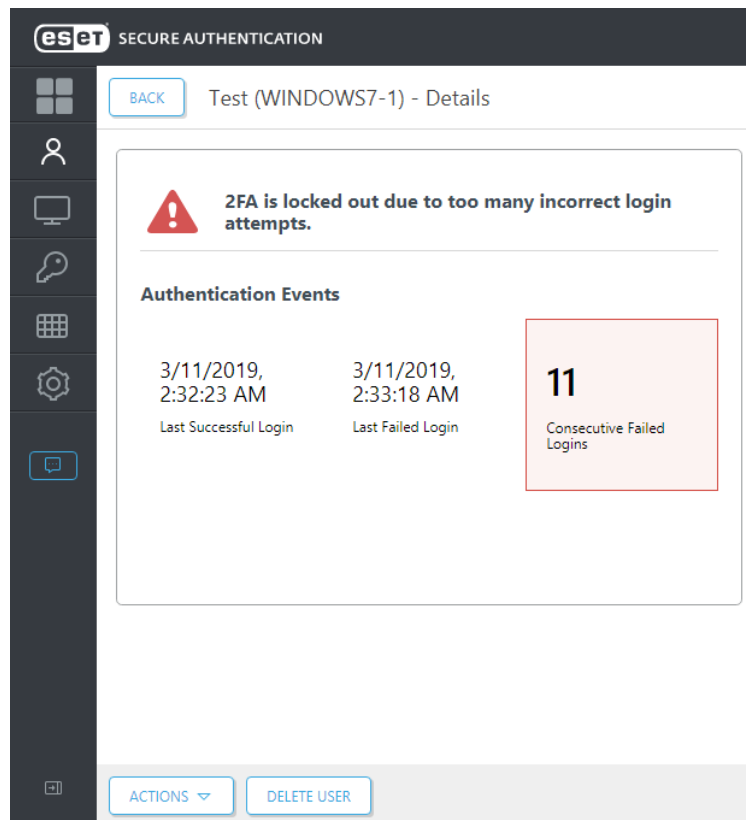 eset SECURE AUTHENTICATION
BACK Test (WINDOWS7-1) - Details
2FA is locked out due to too many incorrect login
attempts.
Authentication Events
3/11/2019,
2:32:23 AM
Last Successful Login
3/11/2019,
2:33:18 AM
Last Failed Login
11
Consecutive Failed
Logins
ACTIONS DELETE USER